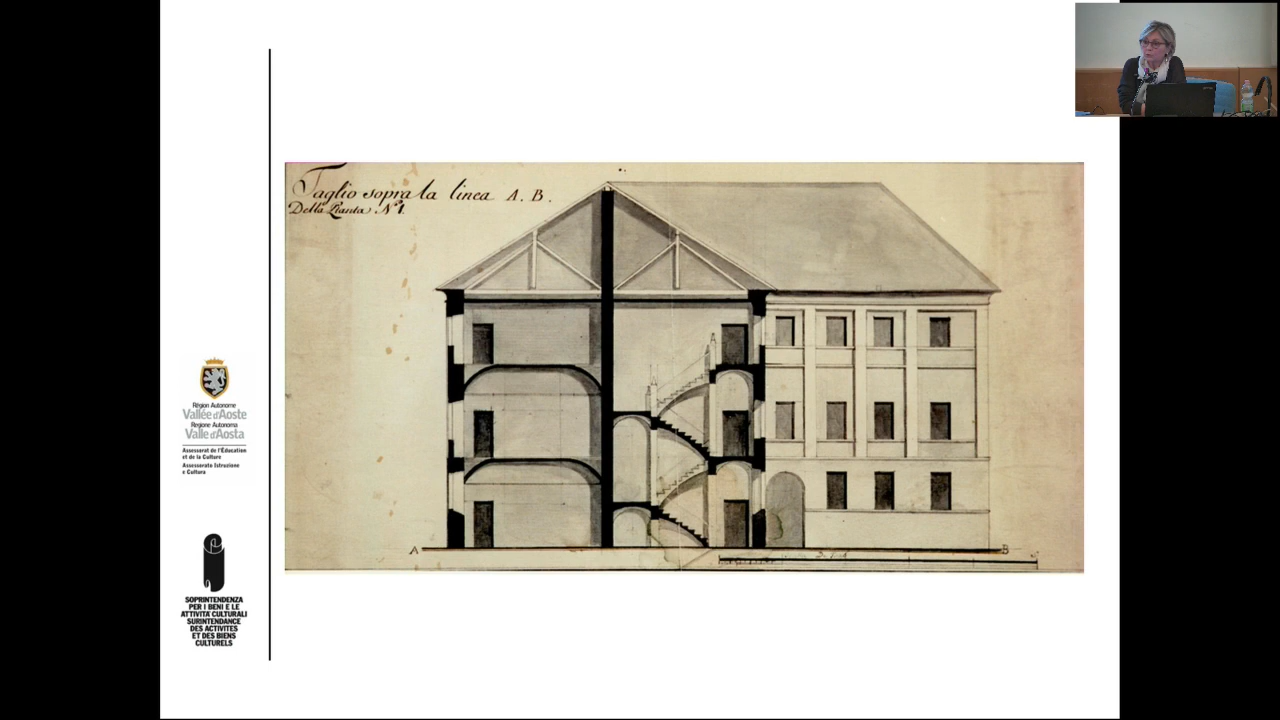 Taglio sopra la linea A. B.
Della Pianta N.º 1.
A
B
Région Autonome
Vallée d'Aoste
Regione Autonoma
Valle d'Aosta
Assessorat de l'Éducation
et de la Culture
Assessorato Istruzione
e Cultura
SOPRINTENDENZA
PER I BENI E LE
ATTIVITÀ CULTURALI
SURINTENDANCE
DES ACTIVITES
ET DES BIENS
CULTURELS